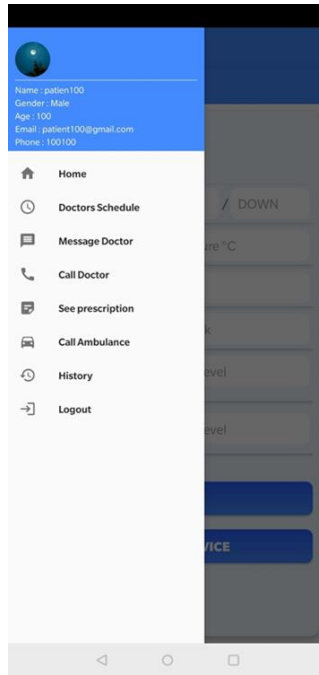 Name : patien100
Gender : Male
Age : 100
Email : patient100@gmail.com
Phone : 100100
Home
Doctors Schedule
/ DOWN
Message Doctor
ure °C
Call Doctor
See prescription
k
Call Ambulance
evel
History
Logout
evel
VICE